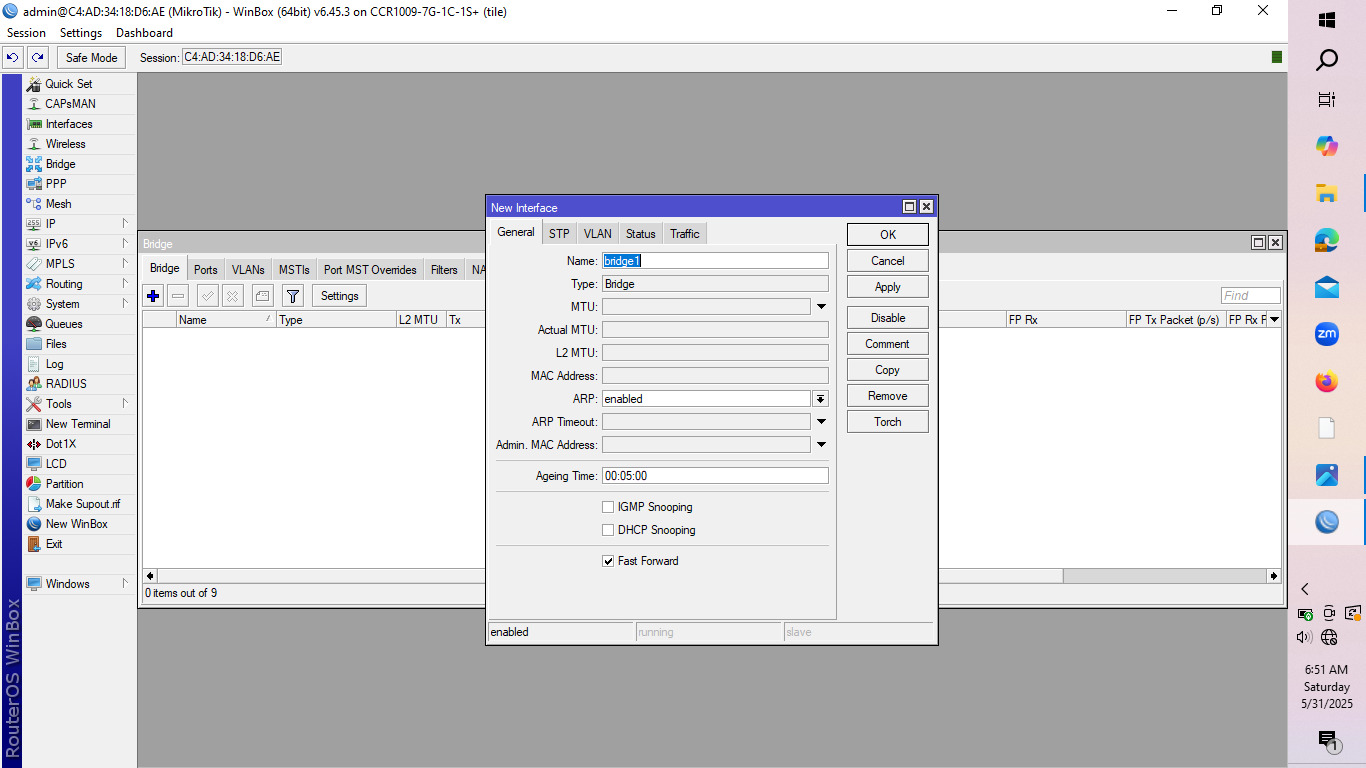 admin@C4:AD:34:18:D6:AE (MikroTik) - WinBox (64bit) v6.45.3 on CCR1009-7G-1C-1S+ (tile)
Session Settings Dashboard
Safe Mode Session: C4:AD:34:18:D6:AE
Quick Set
CAPsMAN
Interfaces
Wireless
Bridge
PPP
Mesh
IP
IPv6
MPLS
Routing
System
Queues
Files
Log
RADIUS
Tools
New Terminal
Dot1X
LCD
Partition
Make Supout.rif
New WinBox
Exit
Windows
RouterOS WinBox
Bridge
Bridge Ports VLANs MSTIs Port MST Overrides Filters NA
Settings
Find
Name Type L2 MTU Tx FP Rx FP Tx Packet (p/s) FP Rx F
0 items out of 9
New Interface
General STP VLAN Status Traffic
Name: bridge1
Type: Bridge
MTU:
Actual MTU:
L2 MTU:
MAC Address:
ARP: enabled
ARP Timeout:
Admin. MAC Address:
Ageing Time: 00:05:00
IGMP Snooping
DHCP Snooping
Fast Forward
OK
Cancel
Apply
Disable
Comment
Copy
Remove
Torch
enabled running slave
zm
6:51 AM
Saturday
5/31/2025
1